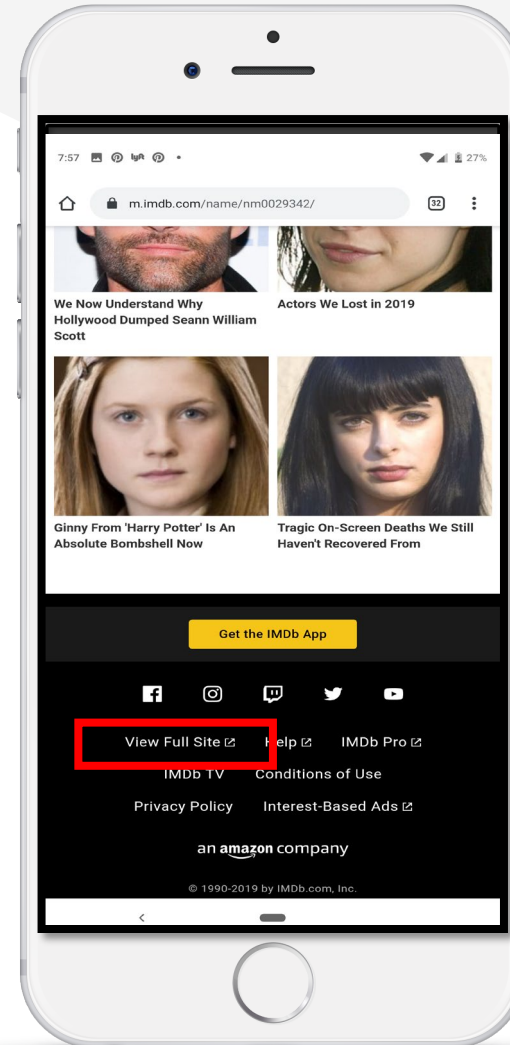 7:57
27%
m.imdb.com/name/nm0029342/
32
We Now Understand Why
Hollywood Dumped Seann William
Scott
Actors We Lost in 2019
Ginny From 'Harry Potter' Is An
Absolute Bombshell Now
Tragic On-Screen Deaths We Still
Haven't Recovered From
Get the IMDb App
View Full Site Help IMDb Pro
IMDb TV Conditions of Use
Privacy Policy Interest-Based Ads
an amazon company
© 1990-2019 by IMDb.com, Inc.